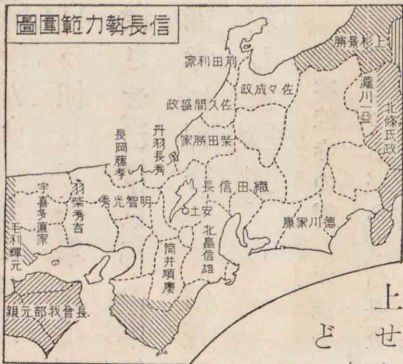 信長勢力範圍圖
上杉景勝
北條氏政
瀧川一益
前田利家
佐々成政
佐久間盛政
柴田勝家
丹羽長秀
長岡藤孝
織田信長
德川家康
安土
明智光秀
羽柴秀吉
宇喜多直家
毛利輝元
北畠信雄
筒井順慶
長曾我部元親
上せ
ど